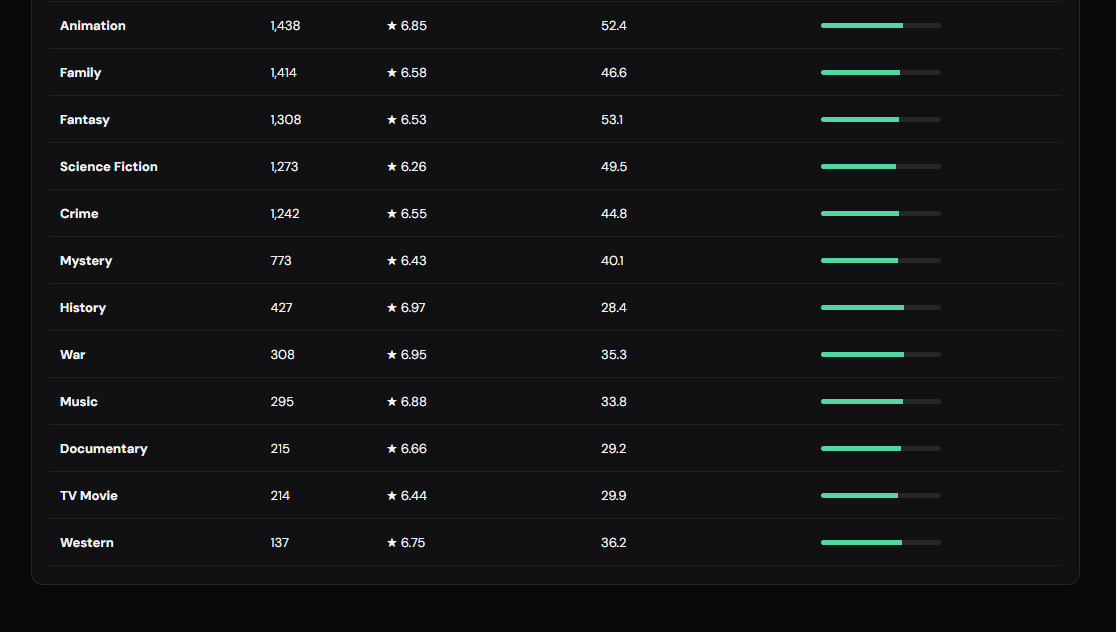 Animation 1,438 ★ 6.85 52.4
Family 1,414 ★ 6.58 46.6
Fantasy 1,308 ★ 6.53 53.1
Science Fiction 1,273 ★ 6.26 49.5
Crime 1,242 ★ 6.55 44.8
Mystery 773 ★ 6.43 40.1
History 427 ★ 6.97 28.4
War 308 ★ 6.95 35.3
Music 295 ★ 6.88 33.8
Documentary 215 ★ 6.66 29.2
TV Movie 214 ★ 6.44 29.9
Western 137 ★ 6.75 36.2